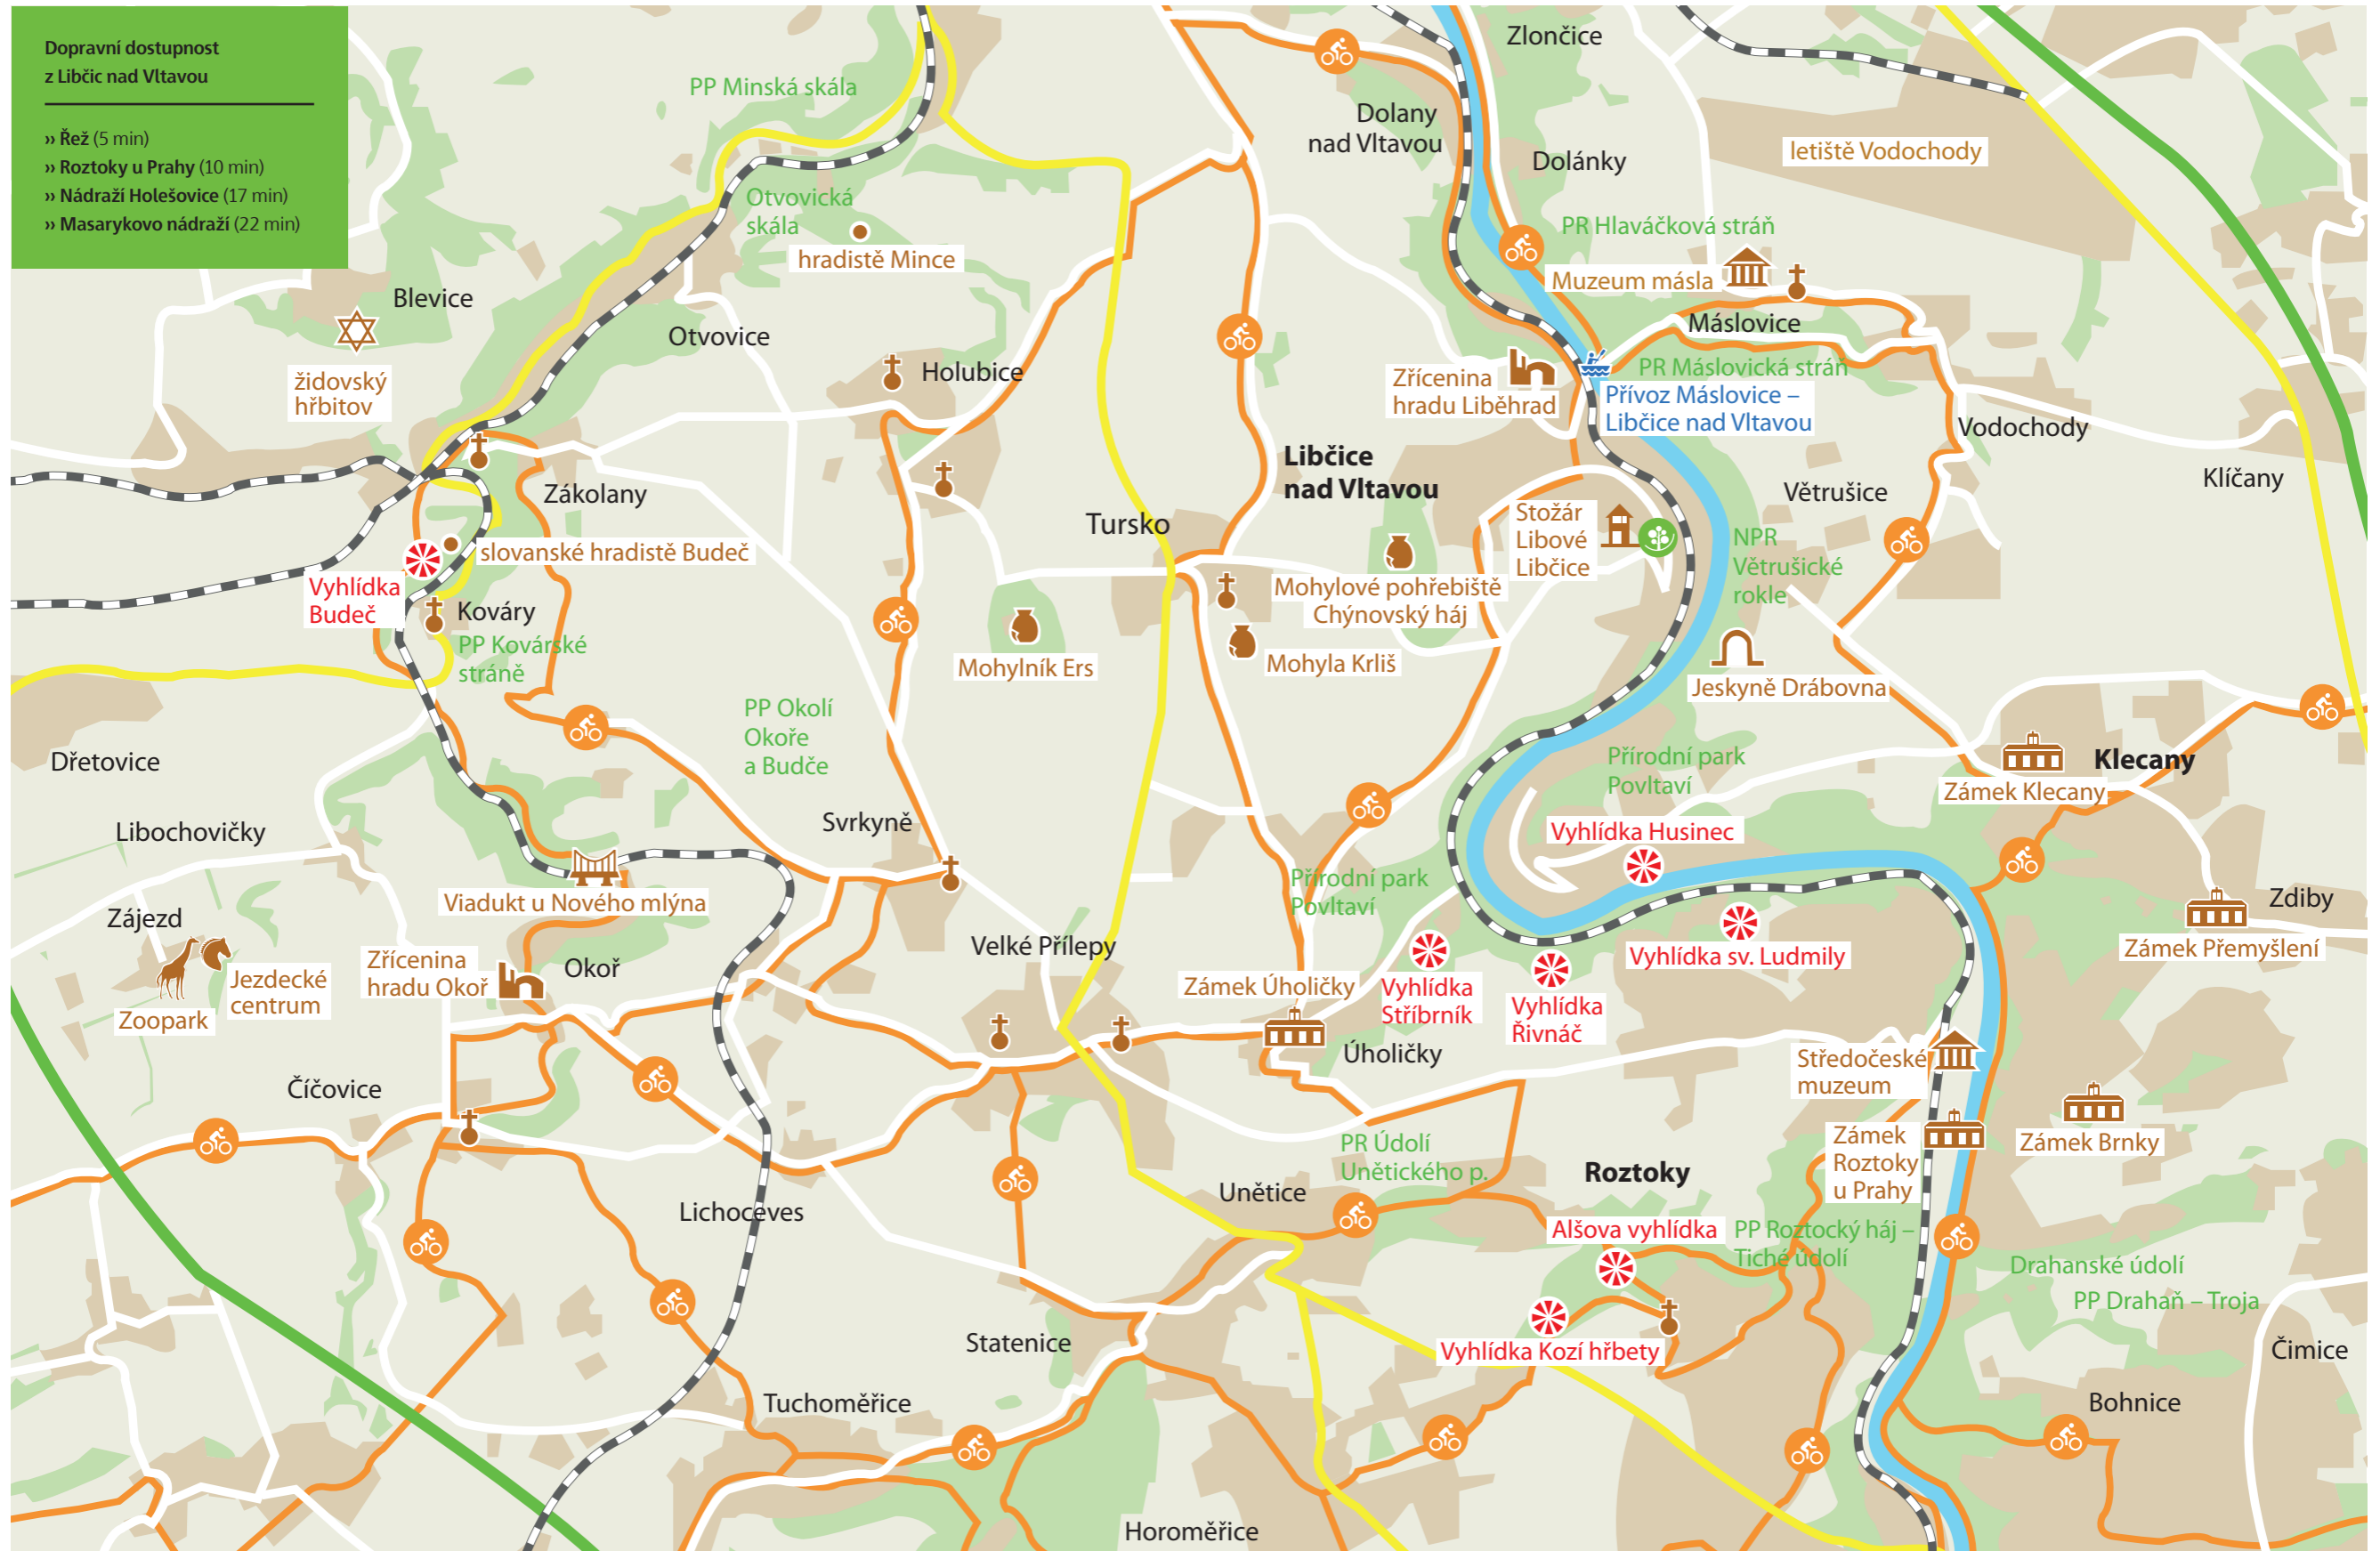 Dopravní dostupnost
z Libčic nad Vltavou
›› Řež (5 min)
›› Roztoky u Prahy (10 min)
›› Nádraží Holešovice (17 min)
›› Masarykovo nádraží (22 min)
Zlončice
PP Minská skála
Dolany
nad Vltavou
letiště Vodochody
Dolánky
Otvovická
skála
hradistě Mince
PR Hlaváčková stráň
Muzeum másla
Blevice
Otvovice
Máslovice
židovský
hřbitov
Holubice
Zřícenina
hradu Liběhrad
PR Máslovická stráň
Přívoz Máslovice –
Libčice nad Vltavou
Vodochody
Libčice
nad Vltavou
Klíčany
Zákolany
Větrušice
Tursko
Stožár
Libové
Libčice
NPR
Větrušické
rokle
slovanské hradistě Budeč
Vyhlídka
Budeč
Mohylové pohřebiště
Chýnovský háj
Kováry
PP Kovárské
stráně
Mohylník Ers
Mohyla Krliš
Jeskyně Drábovna
PP Okolí
Okoře
a Budče
Dřetovice
Přírodní park
Povltaví
Klecany
Zámek Klecany
Libochovičky
Svrkyně
Vyhlídka Husinec
Přírodní park
Povltaví
Viadukt u Nového mlýna
Zájezd
Zdiby
Velké Přílepy
Zámek Přemyšlení
Vyhlídka sv. Ludmily
Zřícenina
hradu Okoř
Okoř
Jezdecké
centrum
Zoopark
Zámek Úholičky
Vyhlídka
Stříbrník
Vyhlídka
Řivnáč
Úholičky
Středočeské
muzeum
Číčovice
PR Údolí
Unětického p.
Zámek
Roztoky
u Prahy
Zámek Brnky
Roztoky
Unětice
Lichoceves
Alšova vyhlídka
PP Roztocký háj –
Tiché údolí
Drahanské údolí
PP Drahaň – Troja
Statenice
Vyhlídka Kozí hřbety
Čimice
Tuchoměřice
Bohnice
Horoměřice